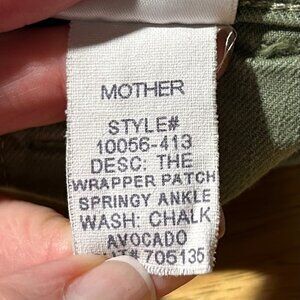 MOTHER
STYLE#
10056-413
DESC: THE
WRAPPER PATCH
SPRINGY ANKLE
WASH: CHALK
AVOCADO
705135